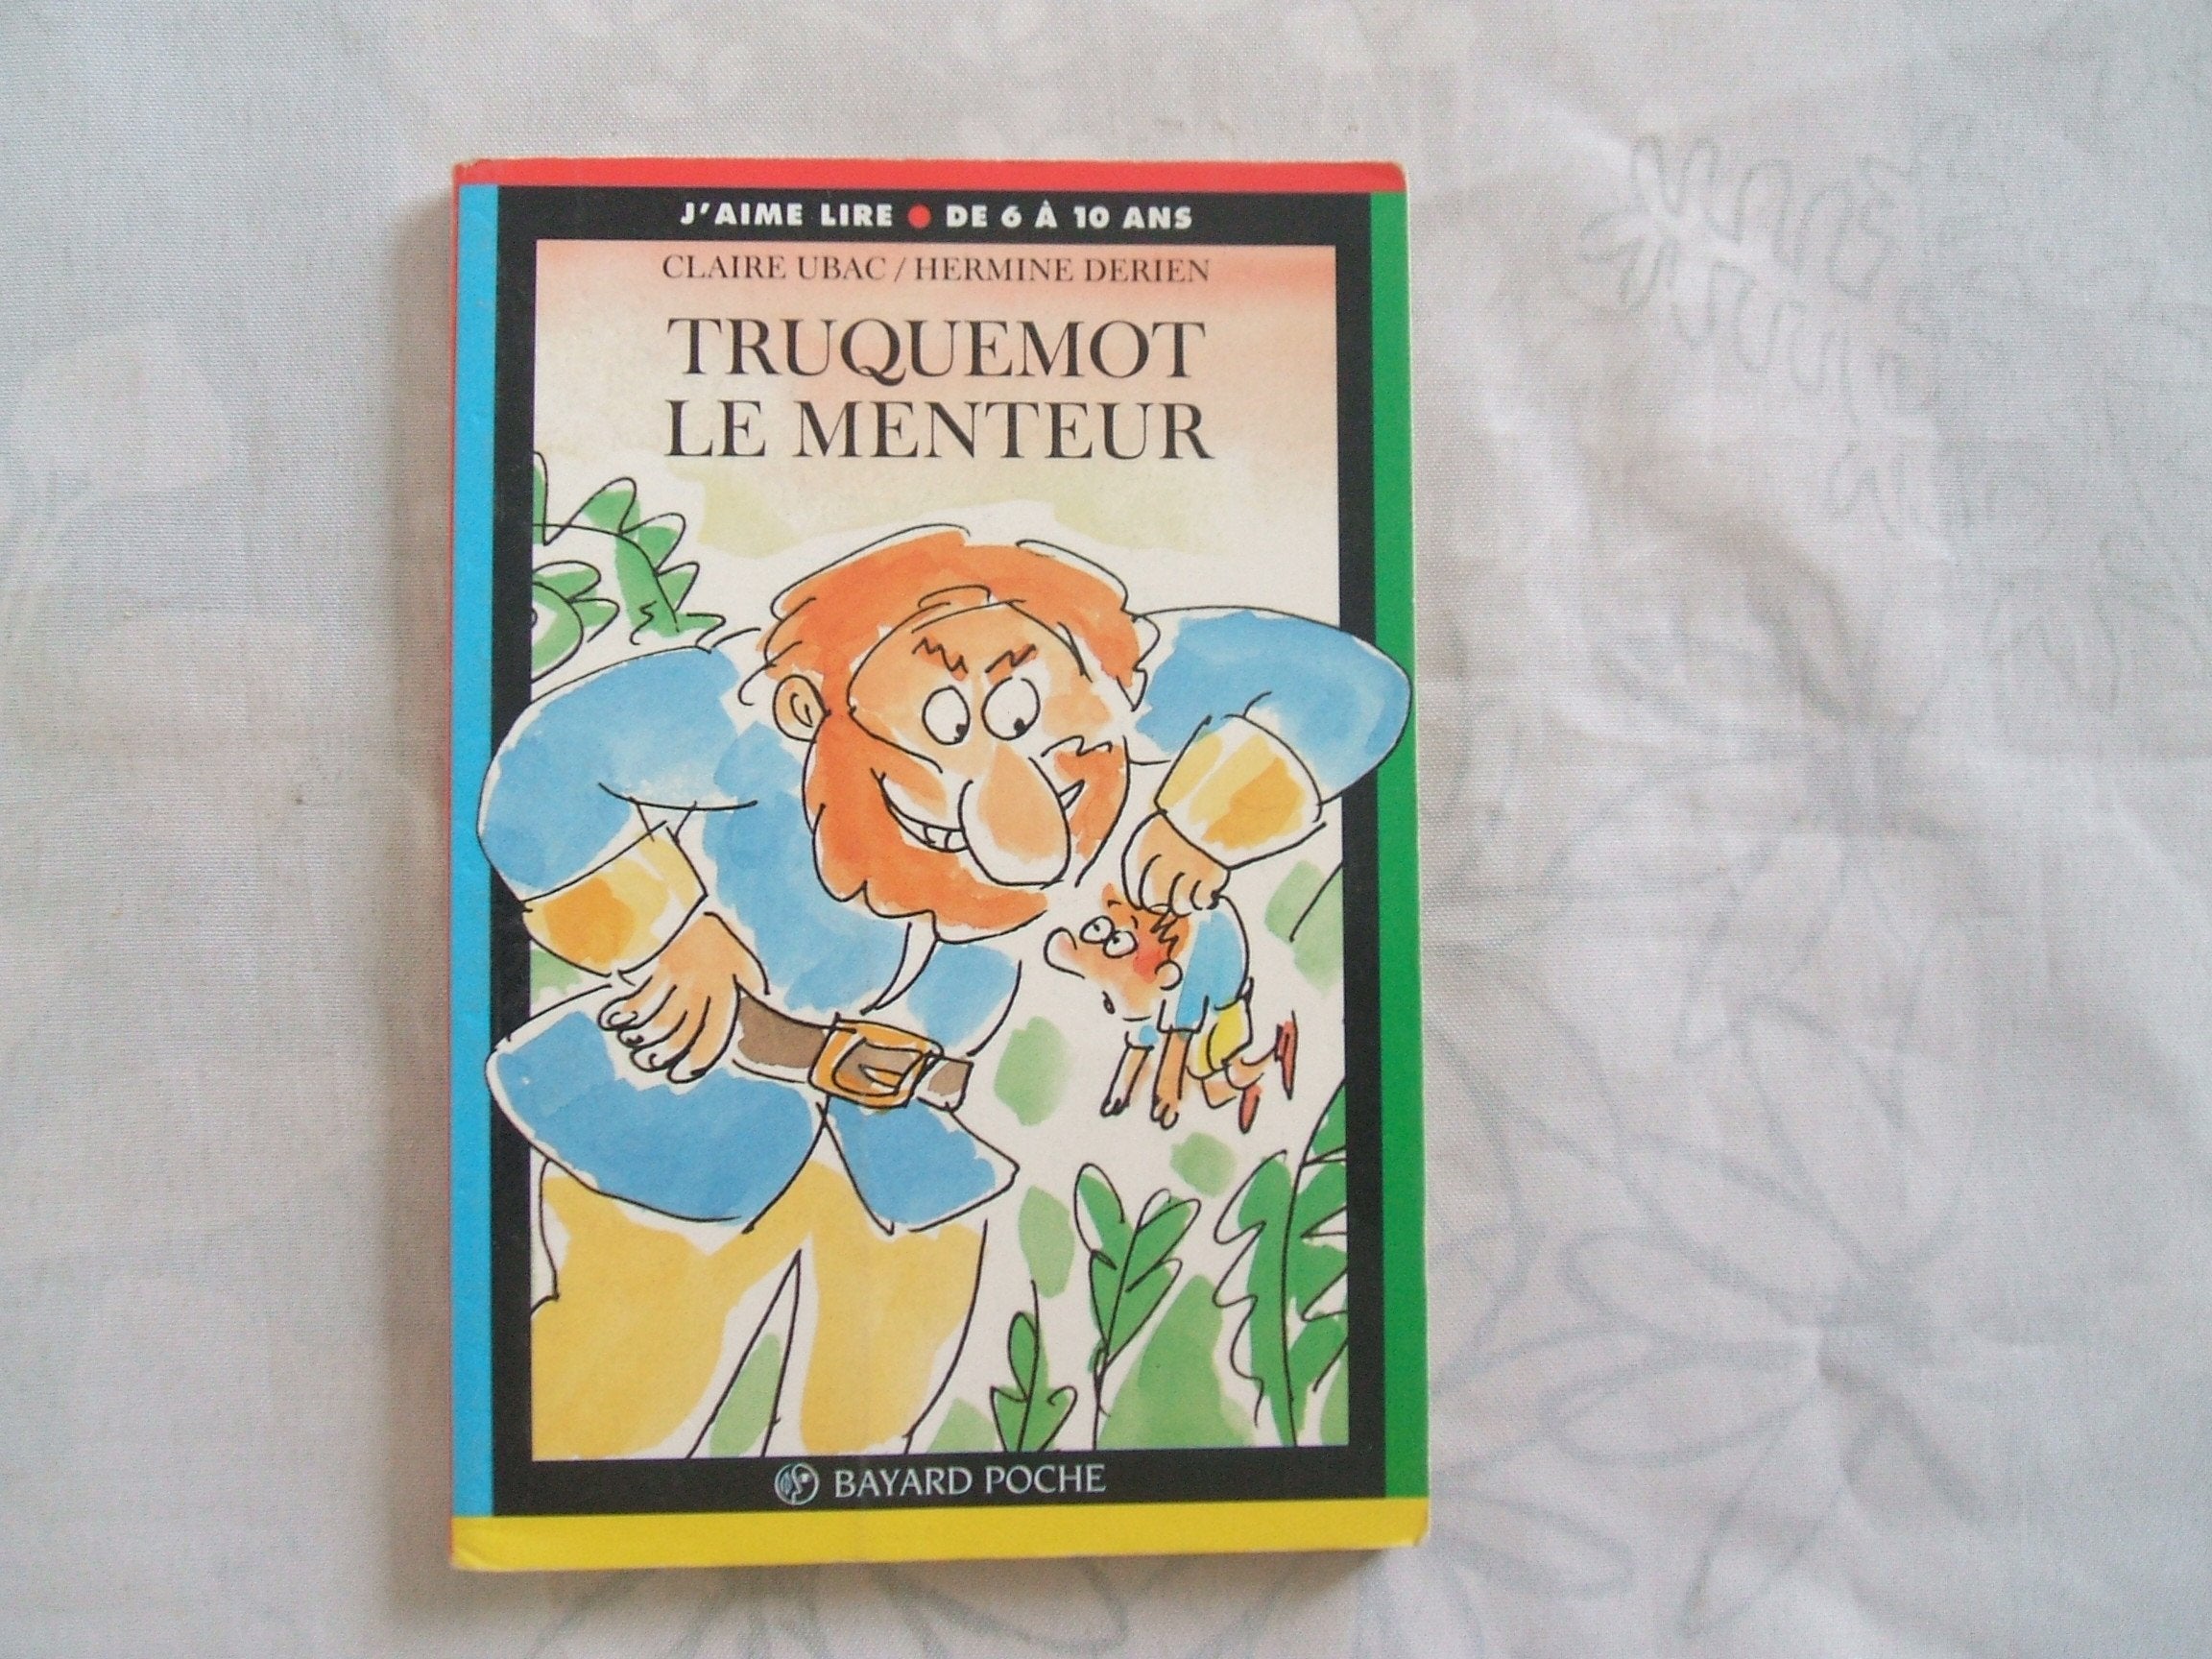 J'AIME LIRE ● DE 6 À 10 ANS
CLAIRE UBAC / HERMINE DERIEN
TRUQUEMOT
LE MENTEUR
BAYARD POCHE